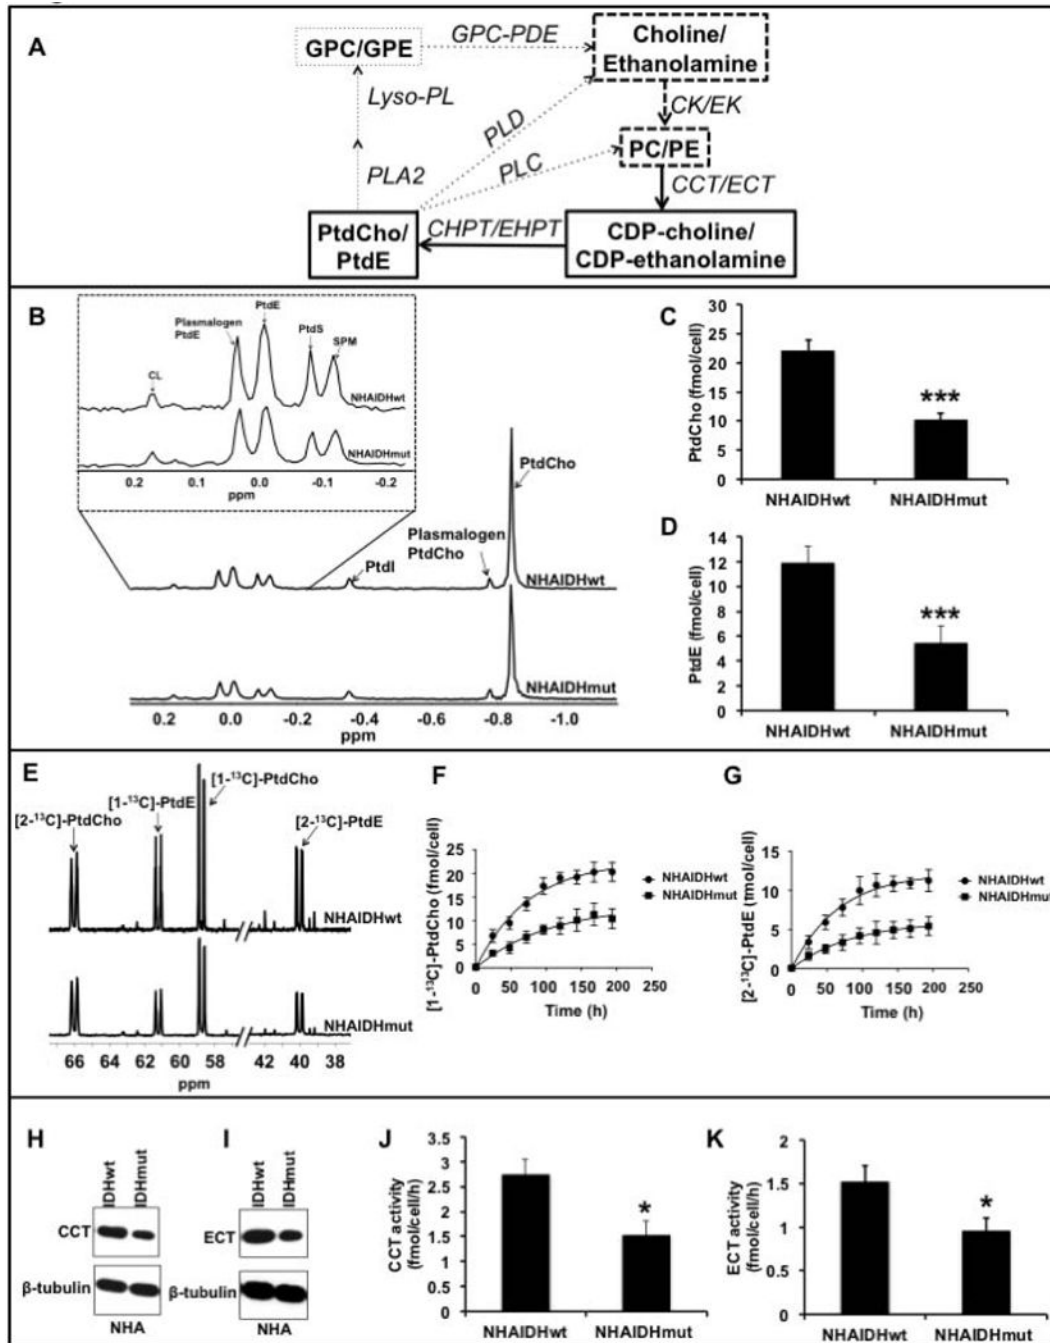 A
GPC/GPE
GPC-PDE
Choline/
Ethanolamine
Lyso-PL
CK/EK
PLD
PC/PE
PLC
PLA2
CCT/ECT
PtdCho/
PtdE
CHPT/EHPT
CDP-choline/
CDP-ethanolamine
B
PtdE
Plasmalogen
PtdE
PtdS
SPM
CL
NHAIDHwt
NHAIDHmut
0.2 0.1 0.0 -0.1 -0.2
ppm
PtdCho
Plasmalogen
PtdCho
PtdI
NHAIDHwt
NHAIDHmut
0.2 0.0 -0.2 -0.4 -0.6 -0.8 -1.0
ppm
C
PtdCho (fmol/cell)
30
25
20
15
10
5
0
***
NHAIDHwt NHAIDHmut
D
PtdE (fmol/cell)
14
12
10
8
6
4
2
0
***
NHAIDHwt NHAIDHmut
E
[1-¹³C]-PtdCho
[1-¹³C]-PtdE
[2-¹³C]-PtdCho
[2-¹³C]-PtdE
NHAIDHwt
NHAIDHmut
66 64 62 60 58 42 40 38
ppm
F
[1-¹³C]-PtdCho (fmol/cell)
25
20
15
10
5
0
NHAIDHwt
NHAIDHmut
0 50 100 150 200 250
Time (h)
G
[2-¹³C]-PtdE (fmol/cell)
15
10
5
0
NHAIDHwt
NHAIDHmut
0 50 100 150 200 250
Time (h)
H
IDHwt
IDHmut
CCT
β-tubulin
NHA
I
IDHwt
IDHmut
ECT
β-tubulin
NHA
J
CCT activity
(fmol/cell/h)
3.5
3
2.5
2
1.5
1
0.5
0
*
NHAIDHwt NHAIDHmut
K
ECT activity
(fmol/cell/h)
2
1.5
1
0.5
0
*
NHAIDHwt NHAIDHmut